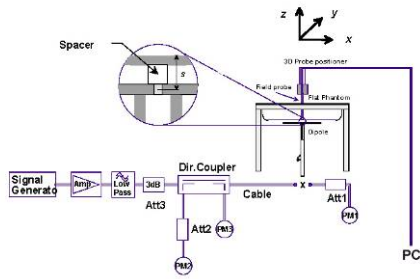 z
y
x
Spacer
s
3D Probe positioner
Field probe
Flat Phantom
Dipole
Signal
Generato
Amp
Low
Pass
3dB
Att3
Dir.Coupler
Cable
x
Att1
PM1
Att2
PM3
PM2
PC